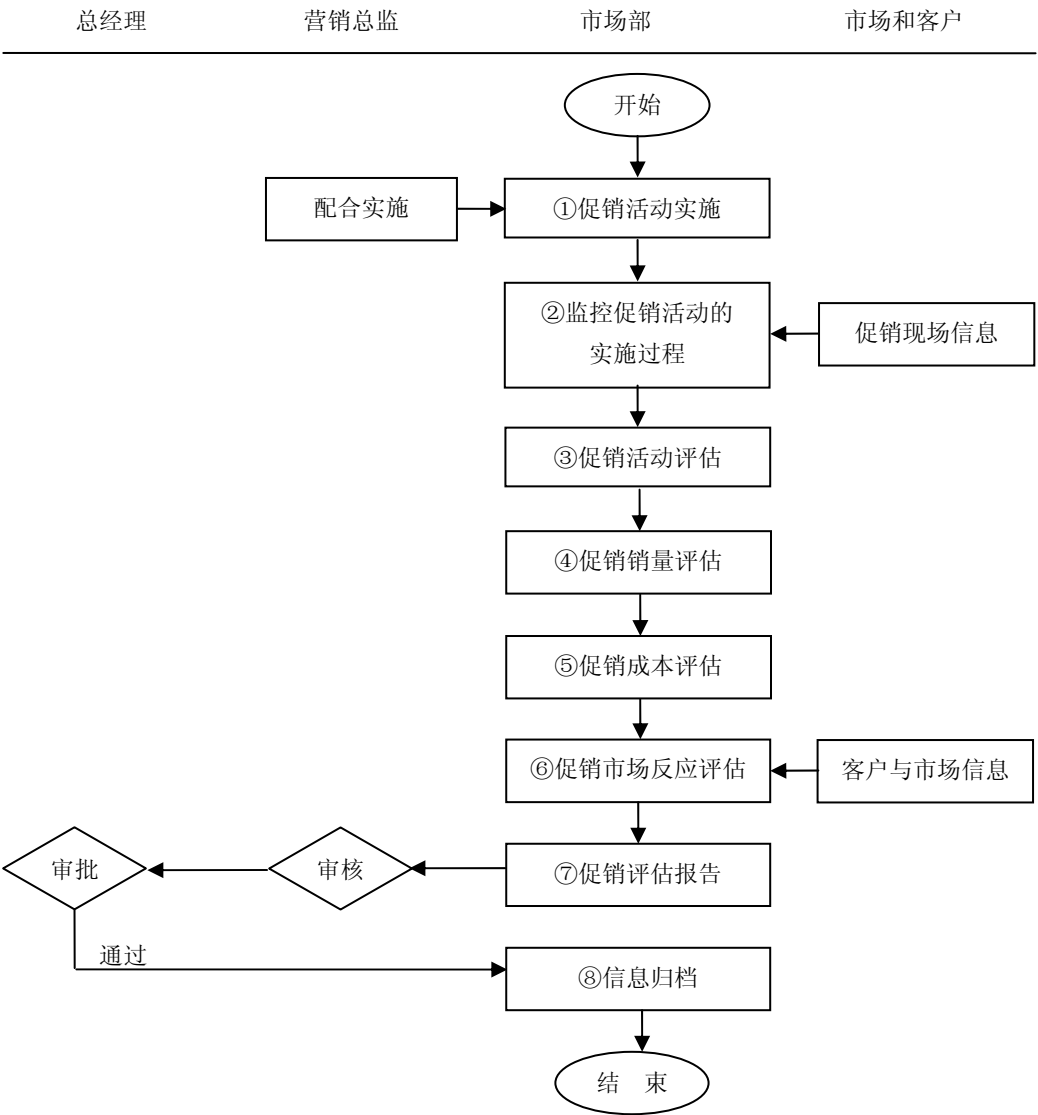 总经理
营销总监
市场部
市场和客户
开始
配合实施
①促销活动实施
②监控促销活动的
实施过程
促销现场信息
③促销活动评估
④促销销量评估
⑤促销成本评估
⑥促销市场反应评估
客户与市场信息
审批
审核
⑦促销评估报告
通过
⑧信息归档
结 束